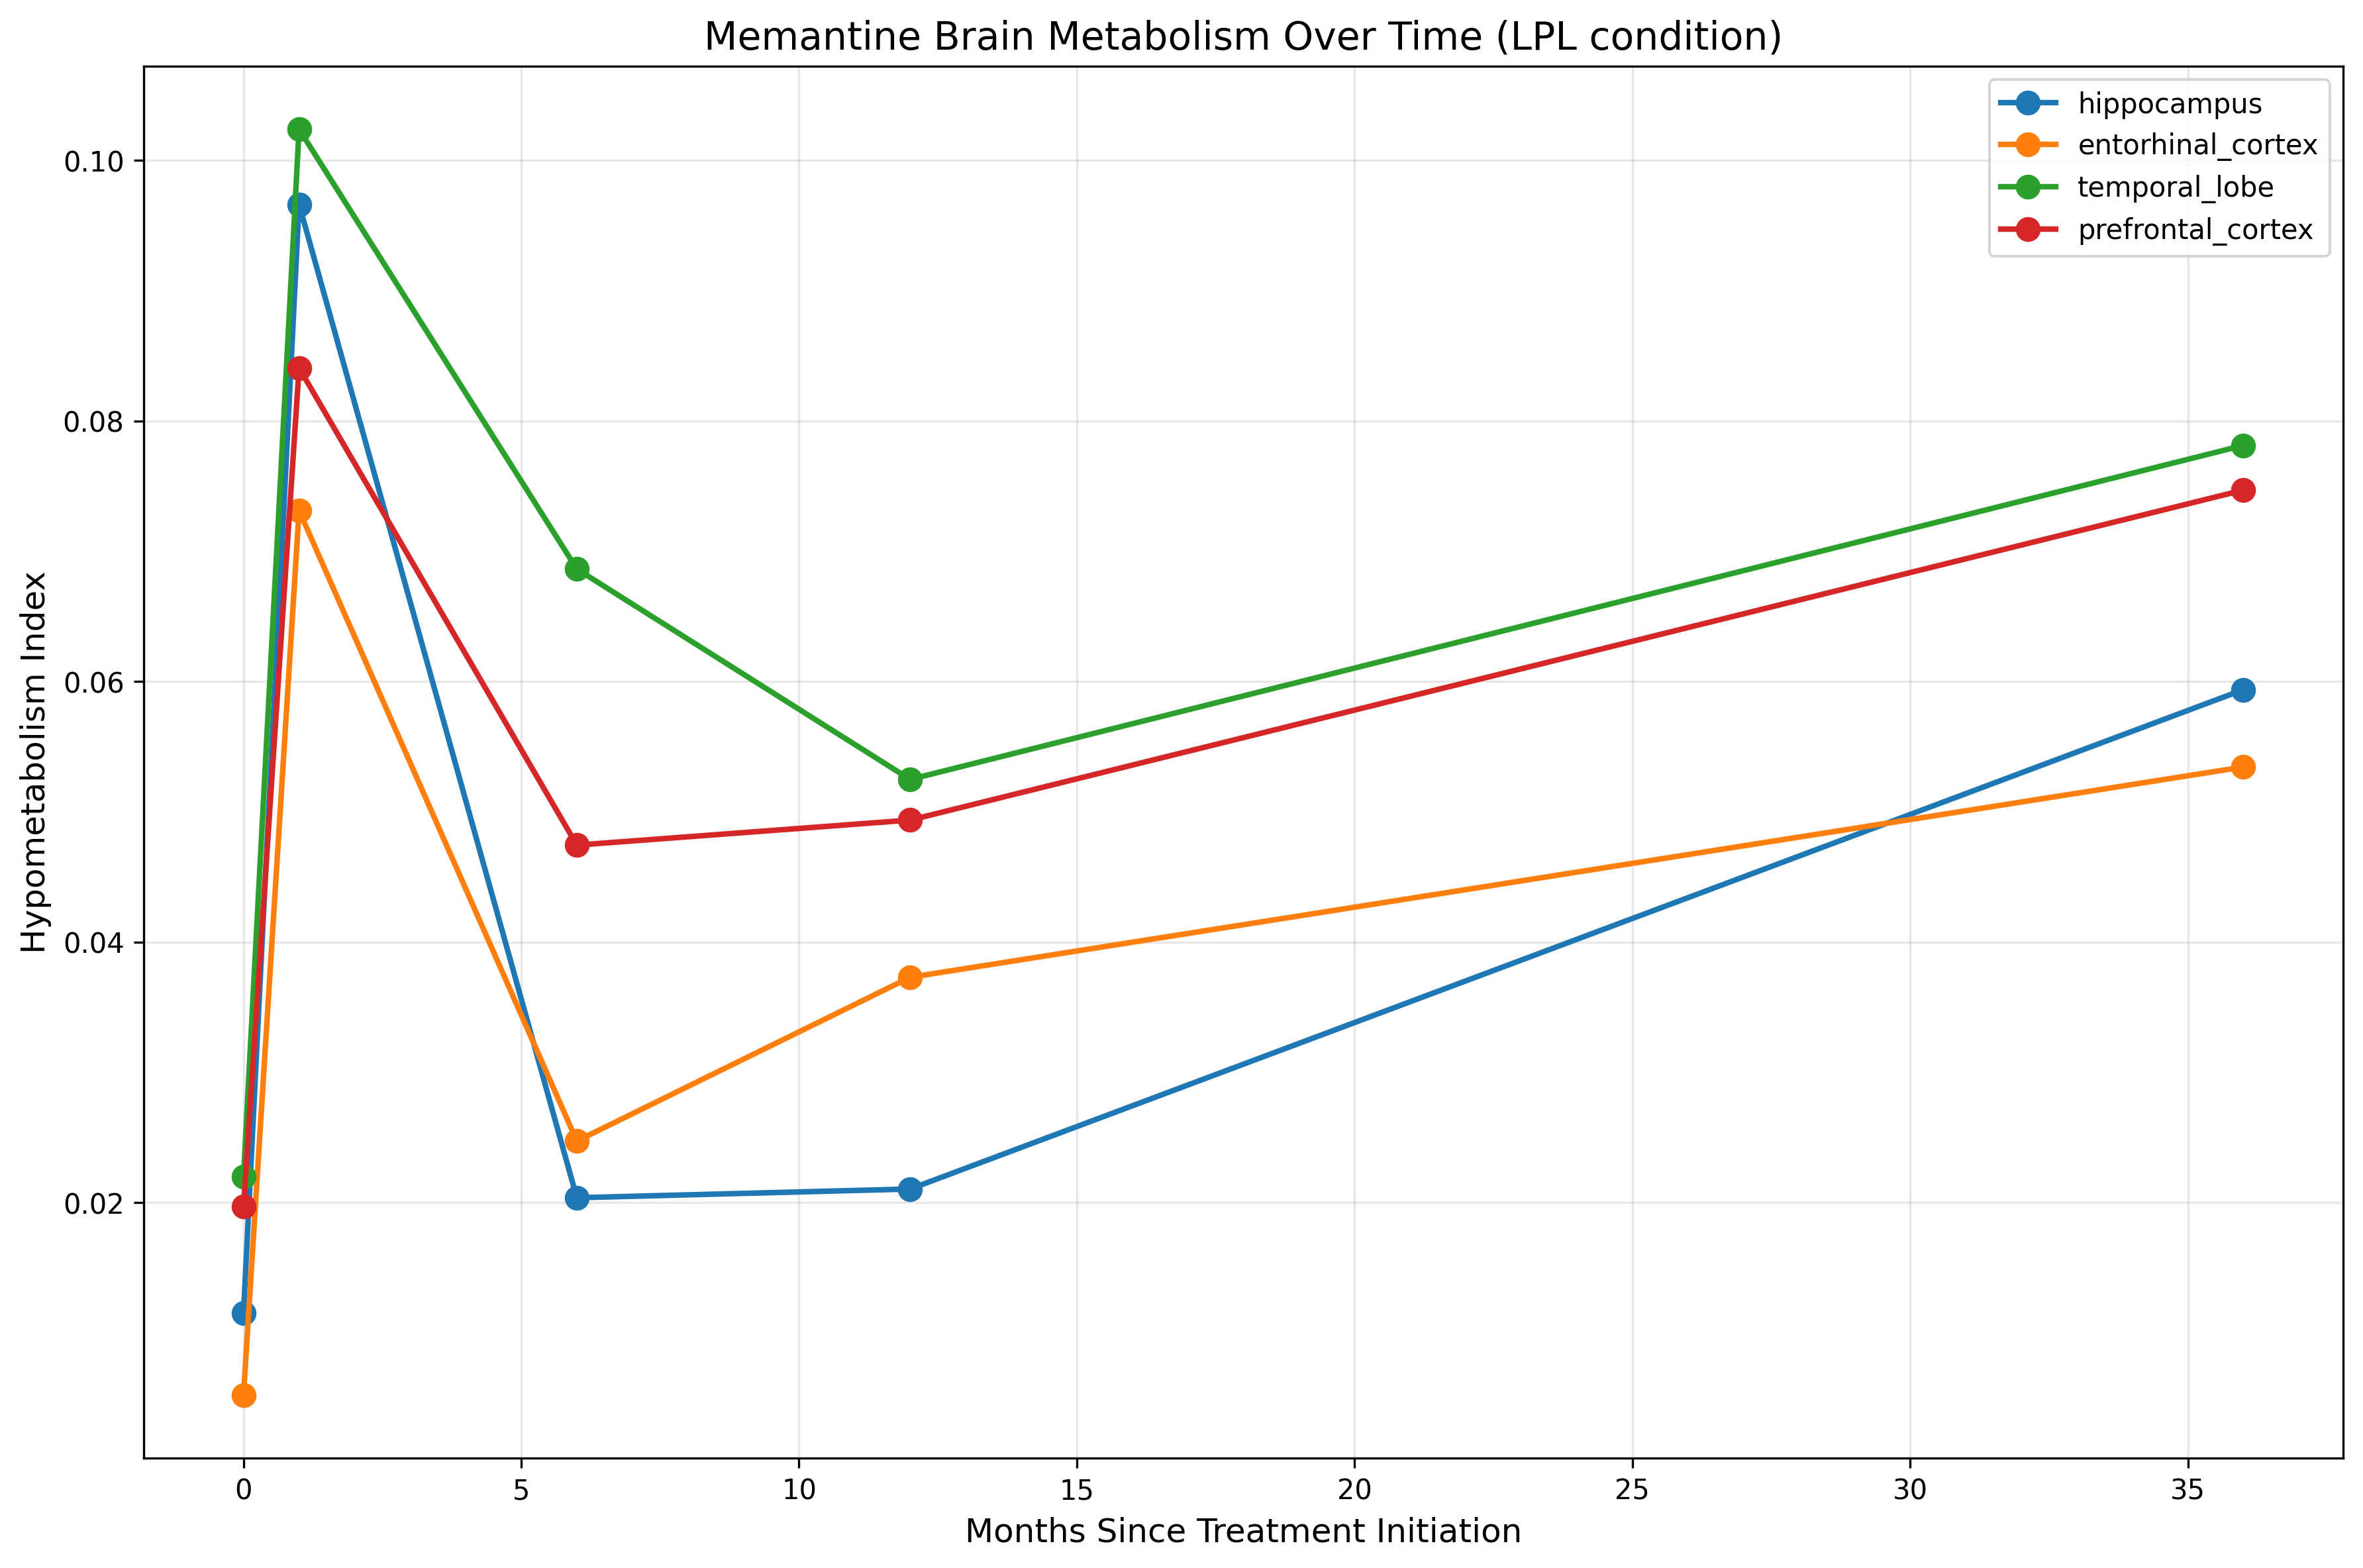 Memantine Brain Metabolism Over Time (LPL condition)
hippocampus
entorhinal_cortex
temporal_lobe
prefrontal_cortex
Hypometabolism Index
0.10
0.08
0.06
0.04
0.02
0 5 10 15 20 25 30 35
Months Since Treatment Initiation